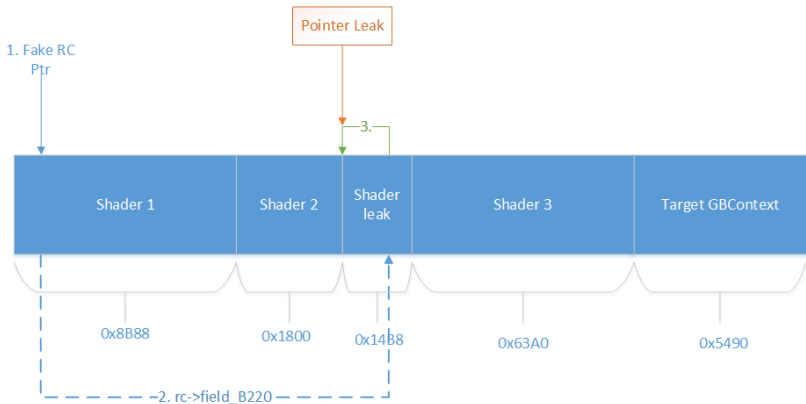 Pointer Leak
1. Fake RC
Ptr
3.
Shader 1
Shader 2
Shader
leak
Shader 3
Target GBContext
0x8B88
0x1800
0x14B8
0x63A0
0x5490
2. rc->field_B220